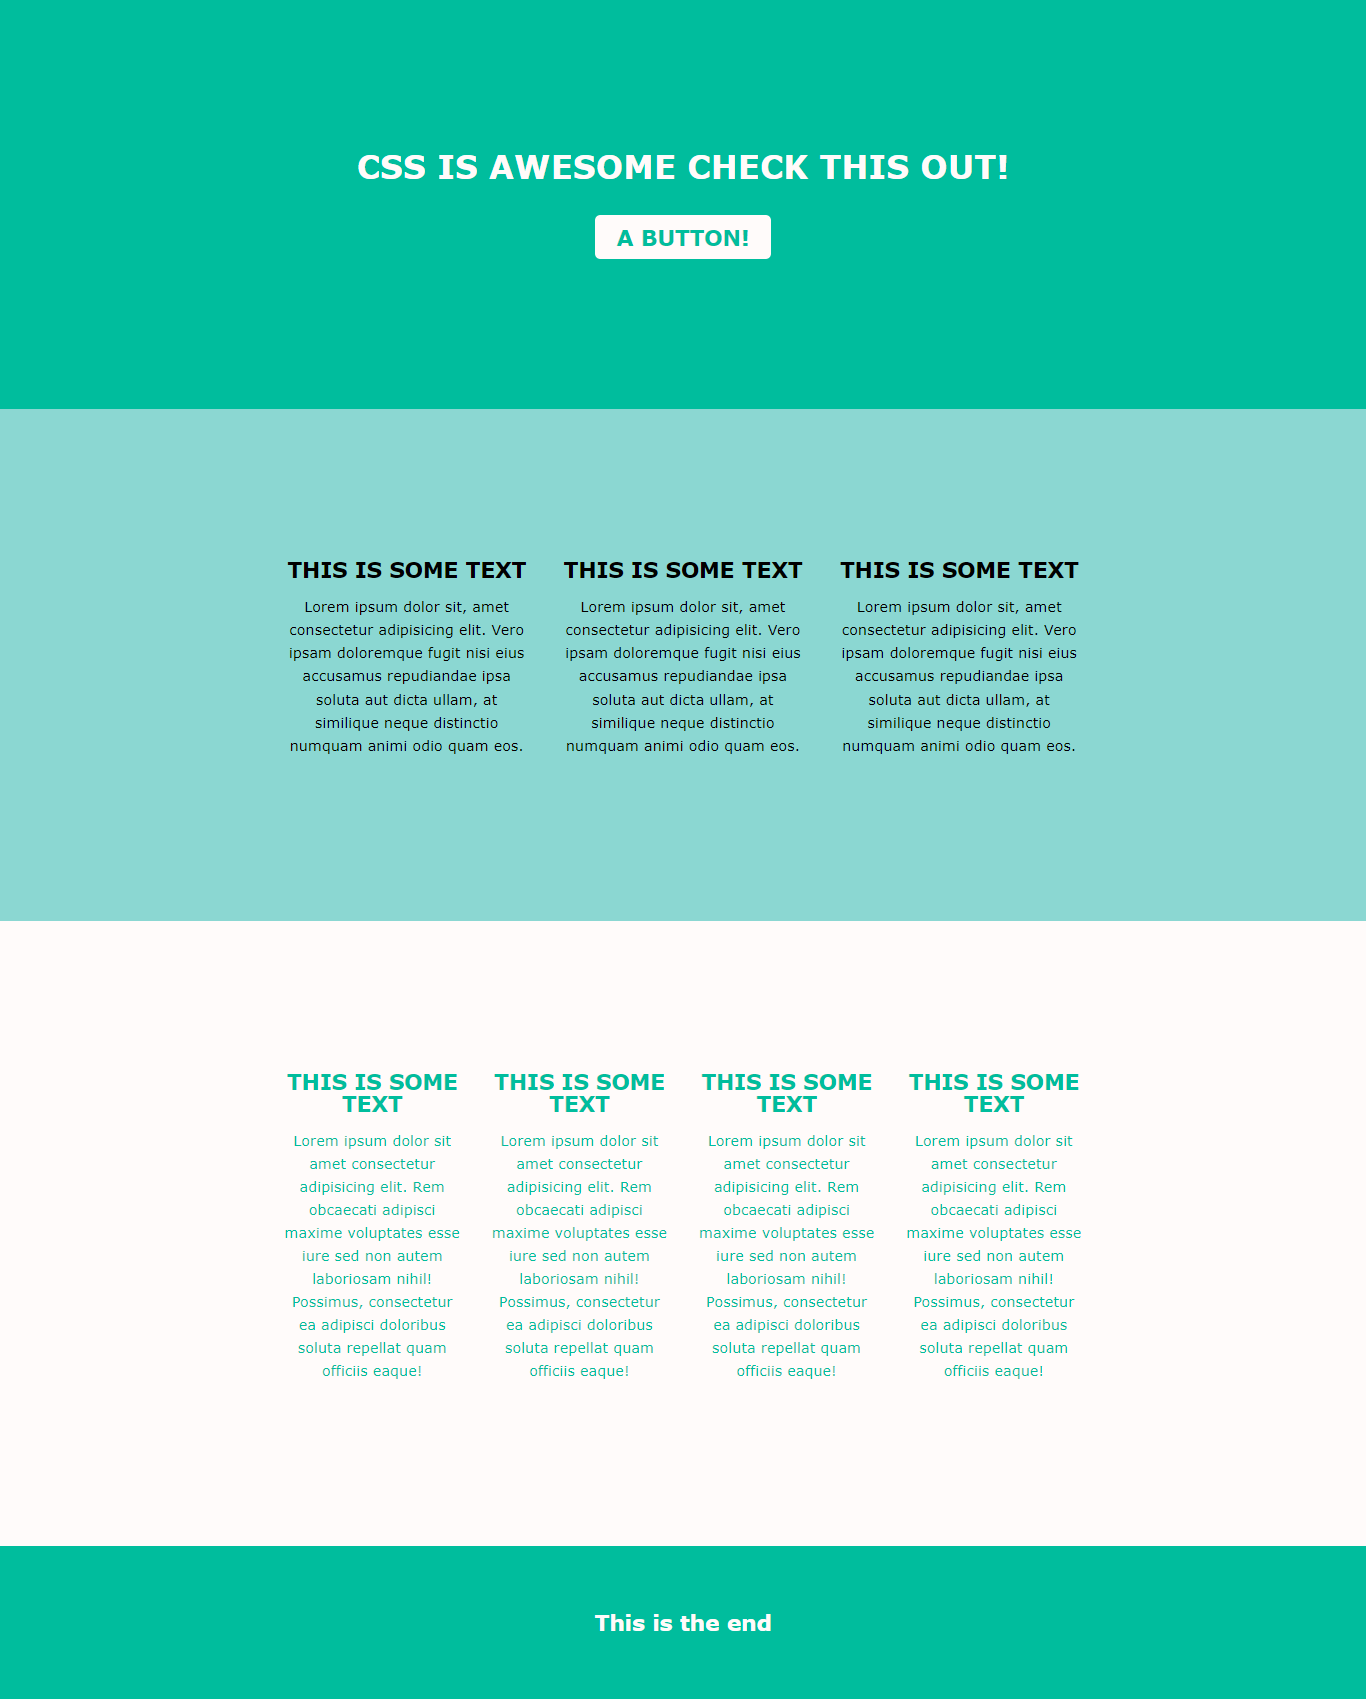 CSS IS AWESOME CHECK THIS OUT!
A BUTTON!
THIS IS SOME TEXT
Lorem ipsum dolor sit, amet
consectetur adipisicing elit. Vero
ipsam doloremque fugit nisi eius
accusamus repudiandae ipsa
soluta aut dicta ullam, at
similique neque distinctio
numquam animi odio quam eos.
THIS IS SOME TEXT
Lorem ipsum dolor sit, amet
consectetur adipisicing elit. Vero
ipsam doloremque fugit nisi eius
accusamus repudiandae ipsa
soluta aut dicta ullam, at
similique neque distinctio
numquam animi odio quam eos.
THIS IS SOME TEXT
Lorem ipsum dolor sit, amet
consectetur adipisicing elit. Vero
ipsam doloremque fugit nisi eius
accusamus repudiandae ipsa
soluta aut dicta ullam, at
similique neque distinctio
numquam animi odio quam eos.
THIS IS SOME
TEXT
Lorem ipsum dolor sit
amet consectetur
adipisicing elit. Rem
obcaecati adipisci
maxime voluptates esse
iure sed non autem
laboriosam nihil!
Possimus, consectetur
ea adipisci doloribus
soluta repellat quam
officiis eaque!
THIS IS SOME
TEXT
Lorem ipsum dolor sit
amet consectetur
adipisicing elit. Rem
obcaecati adipisci
maxime voluptates esse
iure sed non autem
laboriosam nihil!
Possimus, consectetur
ea adipisci doloribus
soluta repellat quam
officiis eaque!
THIS IS SOME
TEXT
Lorem ipsum dolor sit
amet consectetur
adipisicing elit. Rem
obcaecati adipisci
maxime voluptates esse
iure sed non autem
laboriosam nihil!
Possimus, consectetur
ea adipisci doloribus
soluta repellat quam
officiis eaque!
THIS IS SOME
TEXT
Lorem ipsum dolor sit
amet consectetur
adipisicing elit. Rem
obcaecati adipisci
maxime voluptates esse
iure sed non autem
laboriosam nihil!
Possimus, consectetur
ea adipisci doloribus
soluta repellat quam
officiis eaque!
This is the end